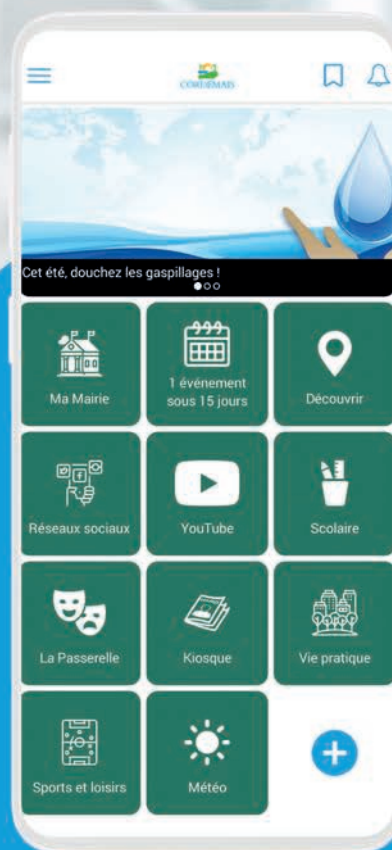 CORDEMAIS
Cet été, douchez les gaspillages !
Ma Mairie
1 événement
sous 15 jours
Découvrir
Réseaux sociaux
YouTube
Scolaire
La Passerelle
Kiosque
Vie pratique
Sports et loisirs
Météo